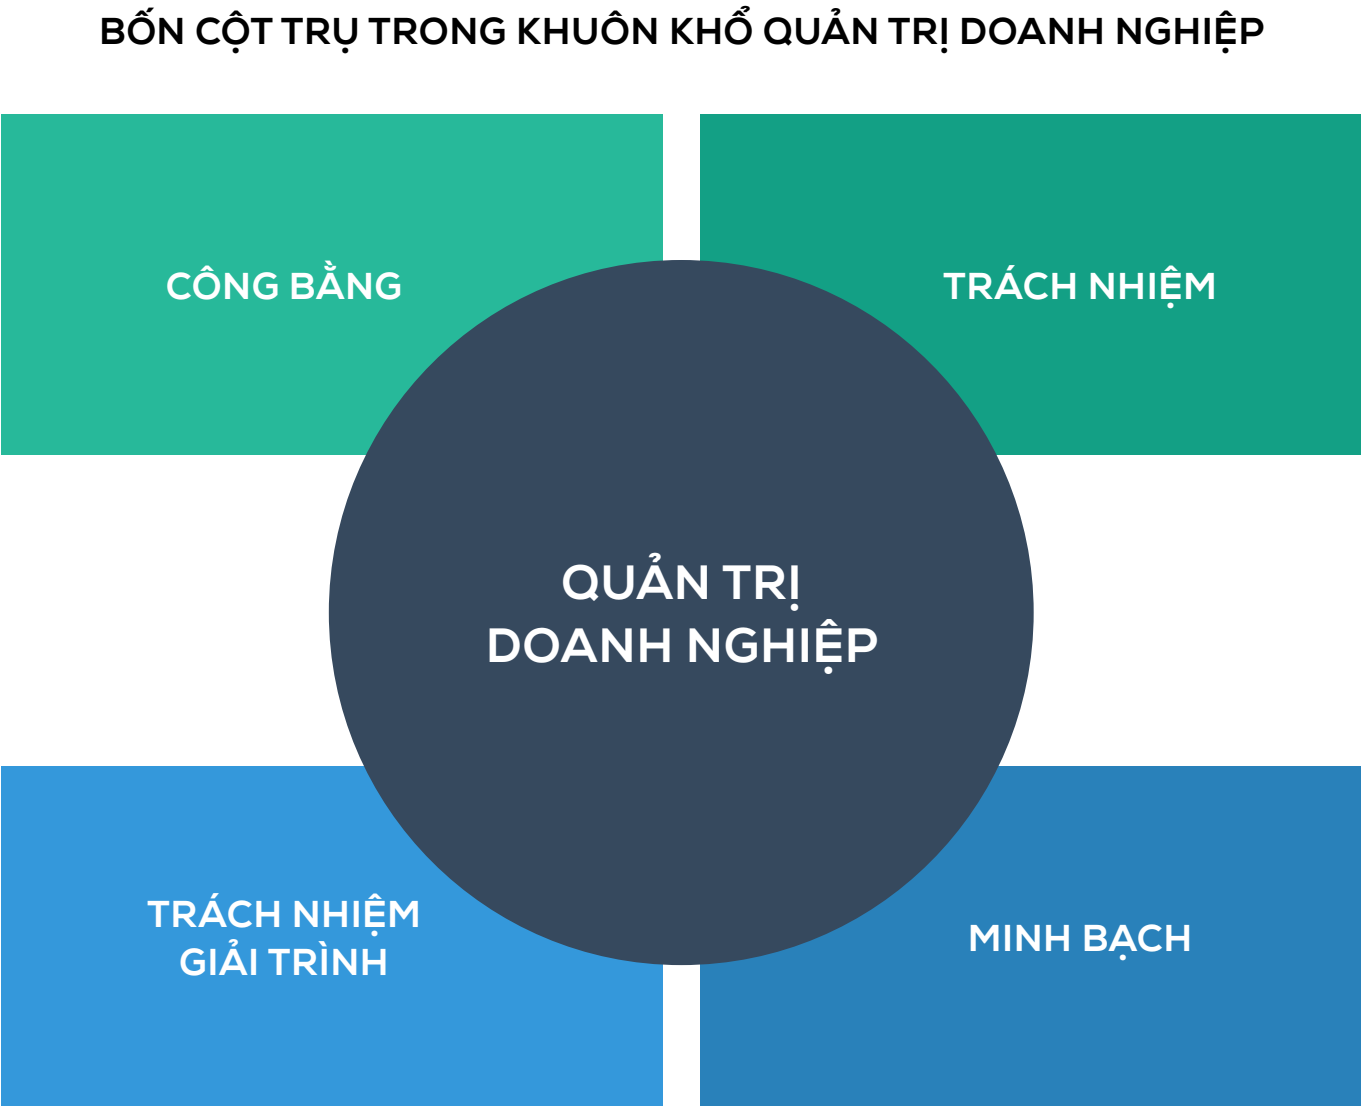 BỐN CỘT TRỤ TRONG KHUÔN KHỔ QUẢN TRỊ DOANH NGHIỆP
CÔNG BẰNG
TRÁCH NHIỆM
QUẢN TRỊ
DOANH NGHIỆP
TRÁCH NHIỆM
GIẢI TRÌNH
MINH BẠCH